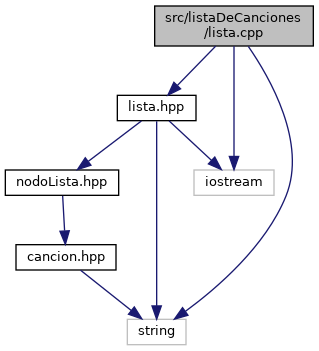 src/listaDeCanciones
/lista.cpp
lista.hpp
nodoLista.hpp
iostream
cancion.hpp
string